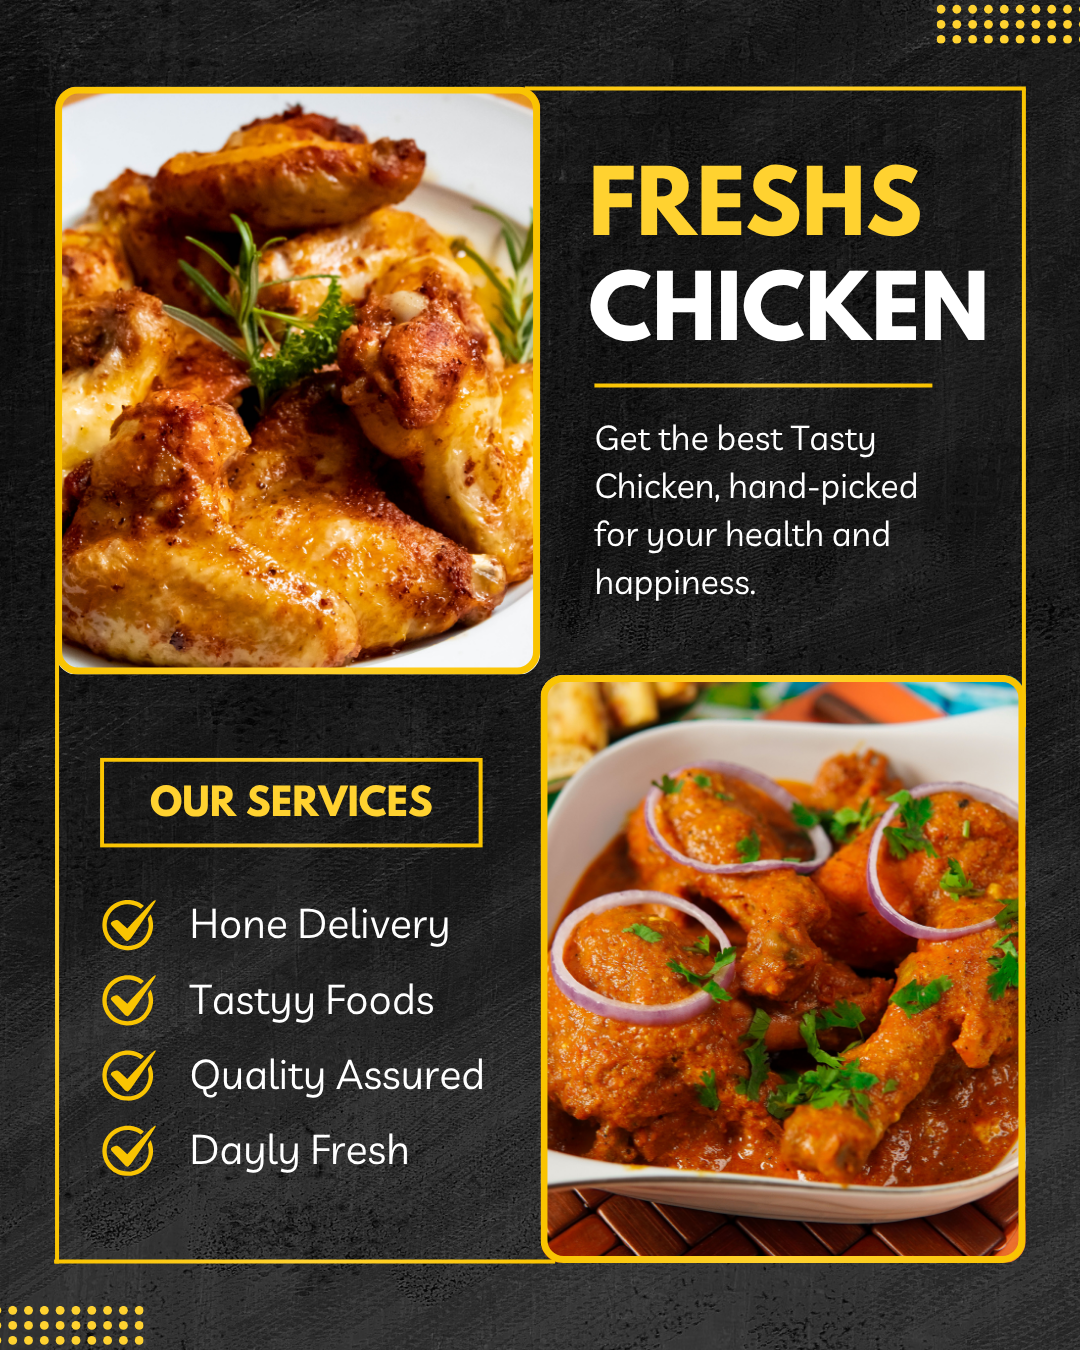 FRESHS
CHICKEN
Get the best Tasty
Chicken, hand-picked
for your health and
happiness.
OUR SERVICES
Hone Delivery
Tastyy Foods
Quality Assured
Dayly Fresh